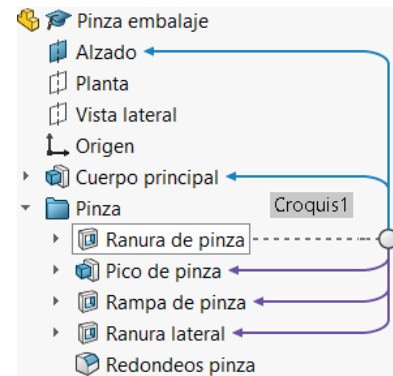 Pinza embalaje
Alzado
Planta
Vista lateral
Origen
Cuerpo principal
Pinza
Croquis1
Ranura de pinza
Pico de pinza
Rampa de pinza
Ranura lateral
Redondeos pinza